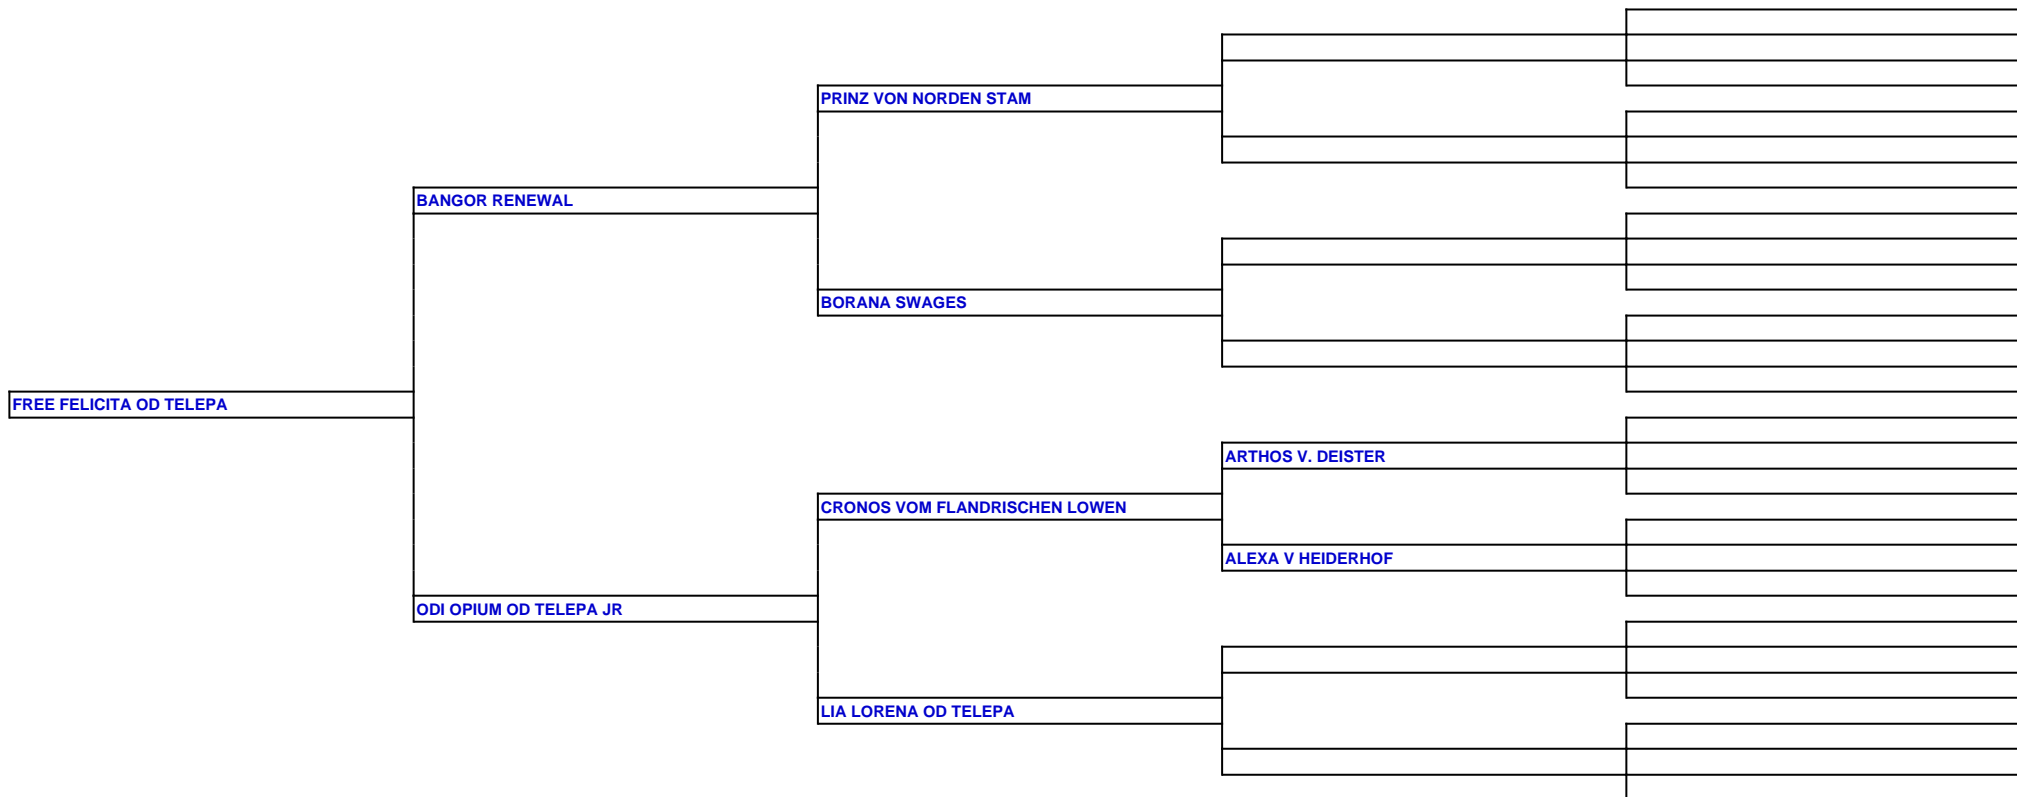 PRINZ VON NORDEN STAM
BANGOR RENEWAL
BORANA SWAGES
FREE FELICITA OD TELEPA
ARTHOS V. DEISTER
CRONOS VOM FLANDRISCHEN LOWEN
ALEXA V HEIDERHOF
ODI OPIUM OD TELEPA JR
LIA LORENA OD TELEPA